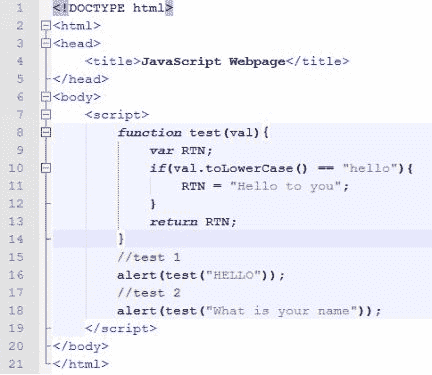 1 <!DOCTYPE html>
2 <html>
3 <head>
4 <title>JavaScript Webpage</title>
5 </head>
6 <body>
7 <script>
8 function test(val){
9 var RTN;
10 if(val.toLowerCase() == "hello"){
11 RTN = "Hello to you";
12 }
13 return RTN;
14 }
15 //test 1
16 alert(test("HELLO"));
17 //test 2
18 alert(test("What is your name"));
19 </script>
20 </body>
21 </html>